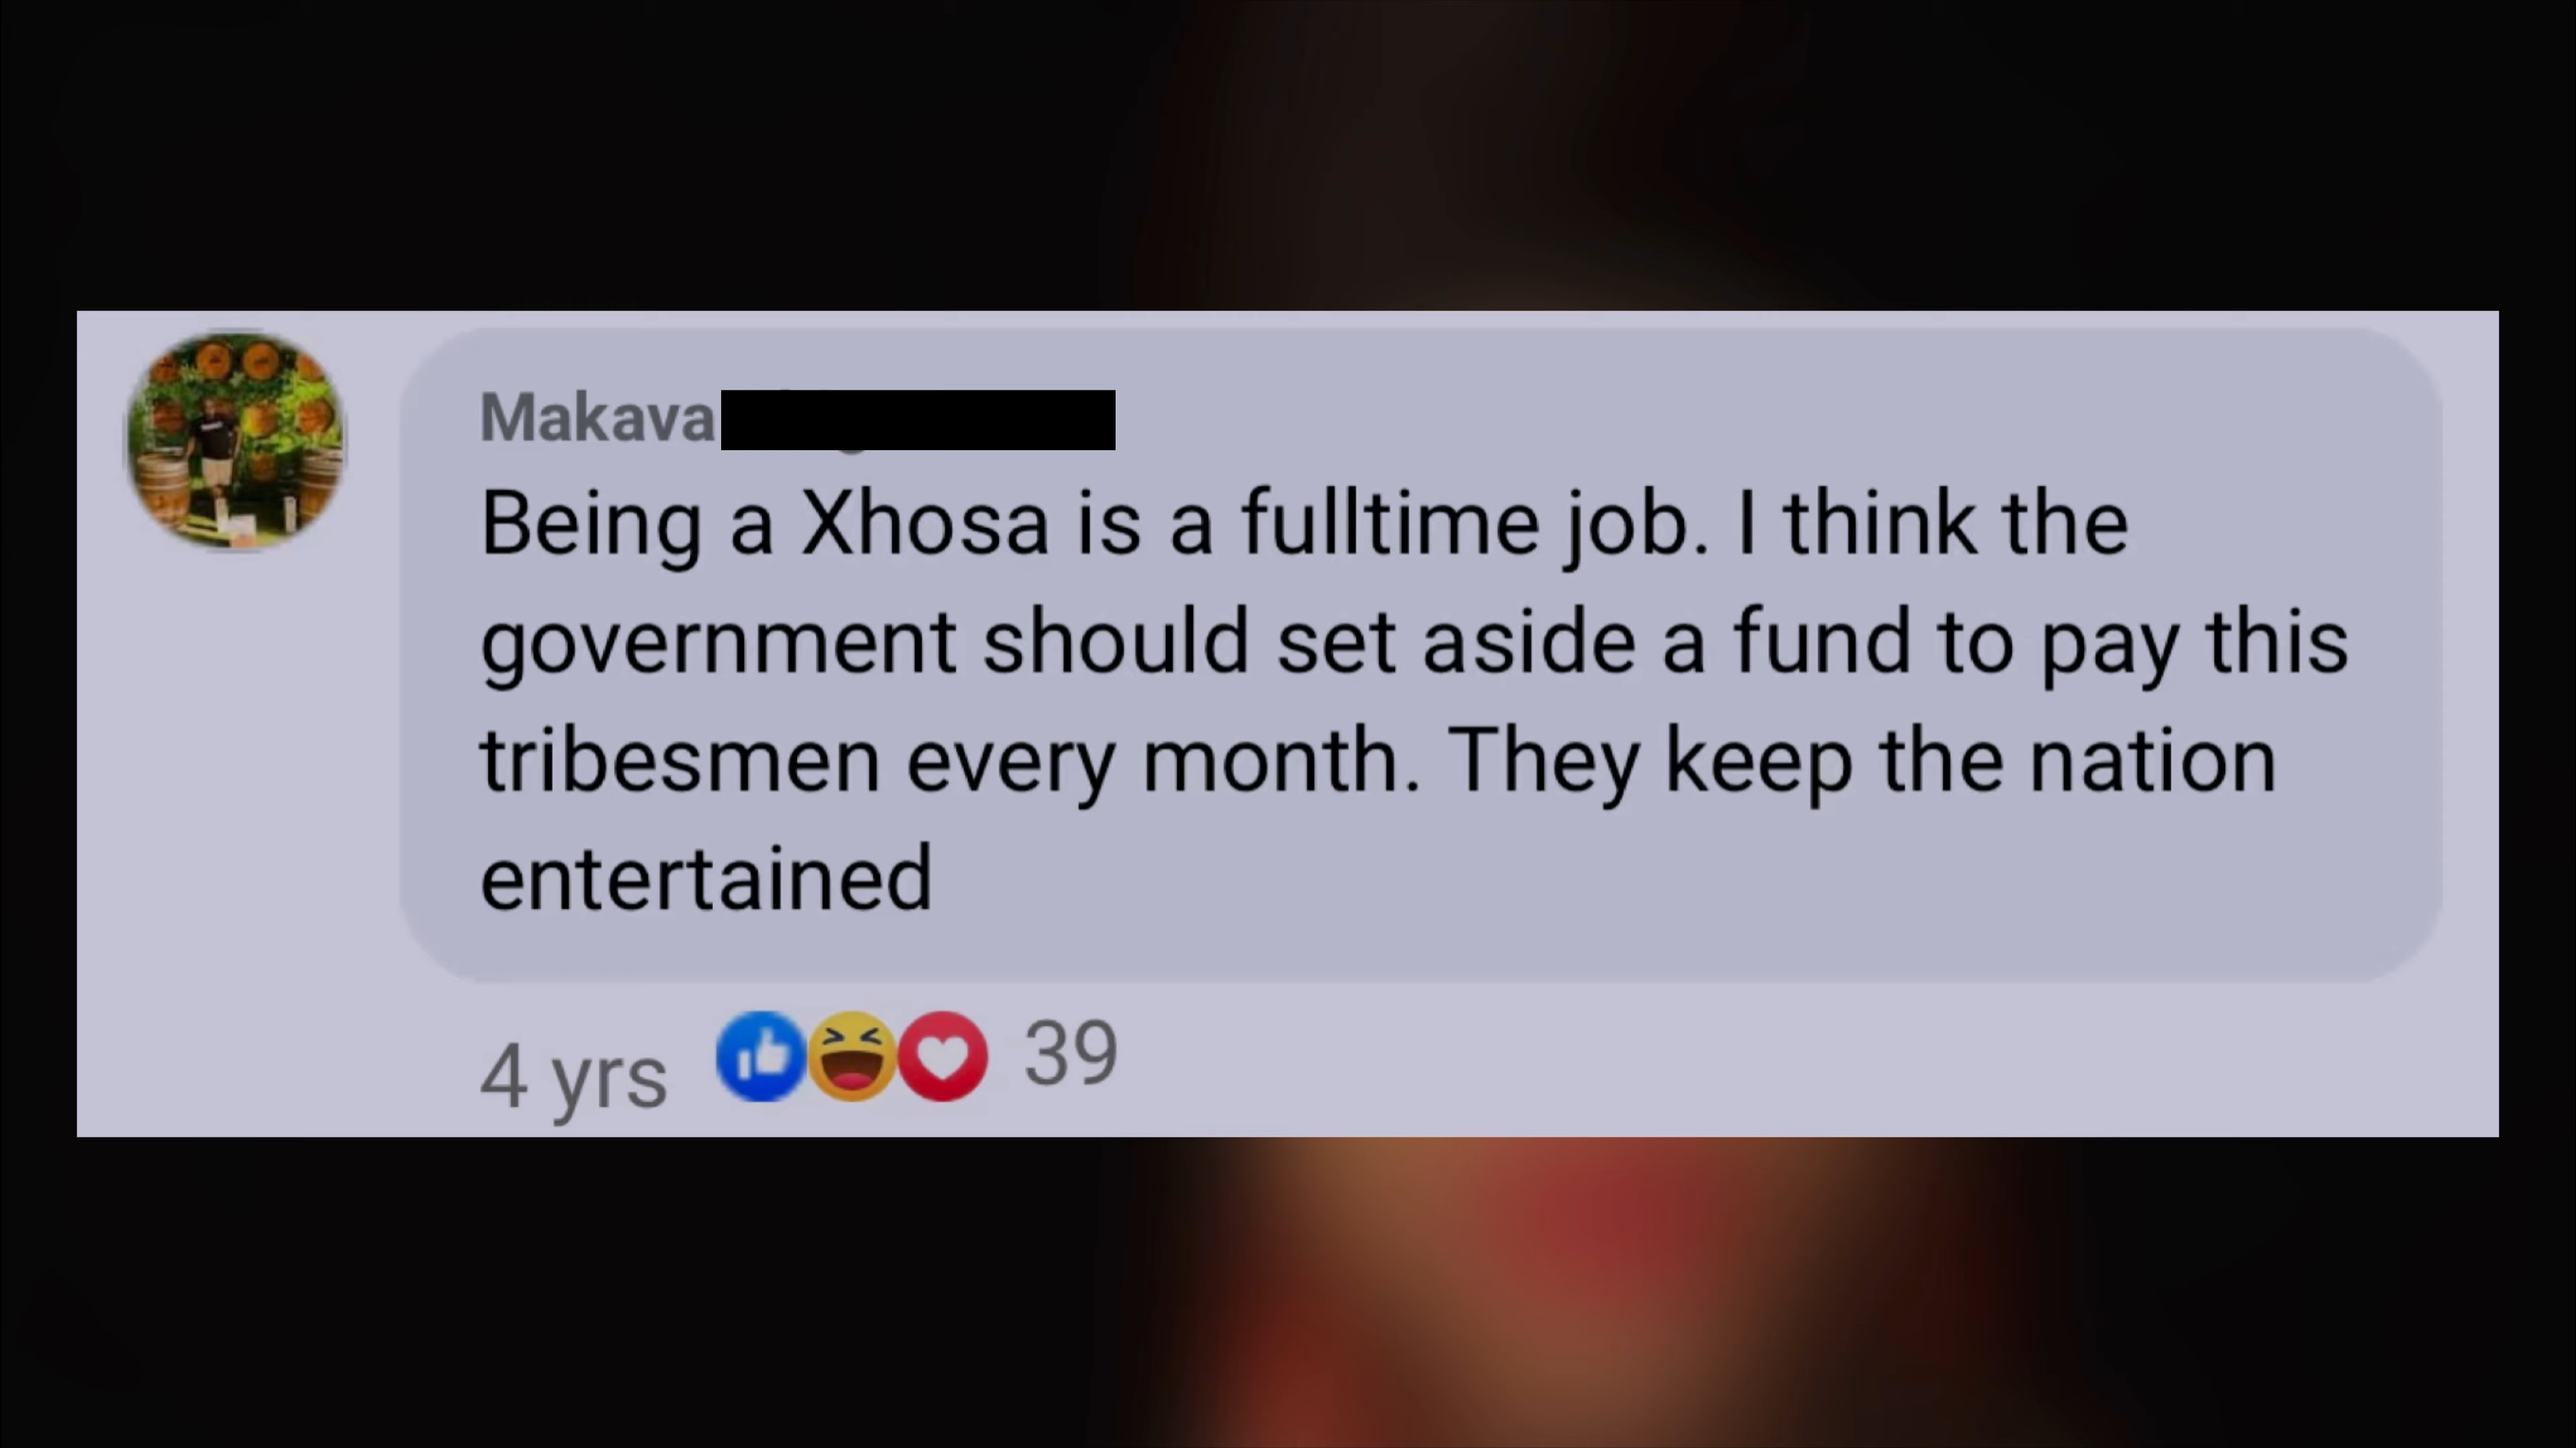 Makava
Being a Xhosa is a fulltime job. I think the
government should set aside a fund to pay this
tribesmen every month. They keep the nation
entertained
4 yrs 39